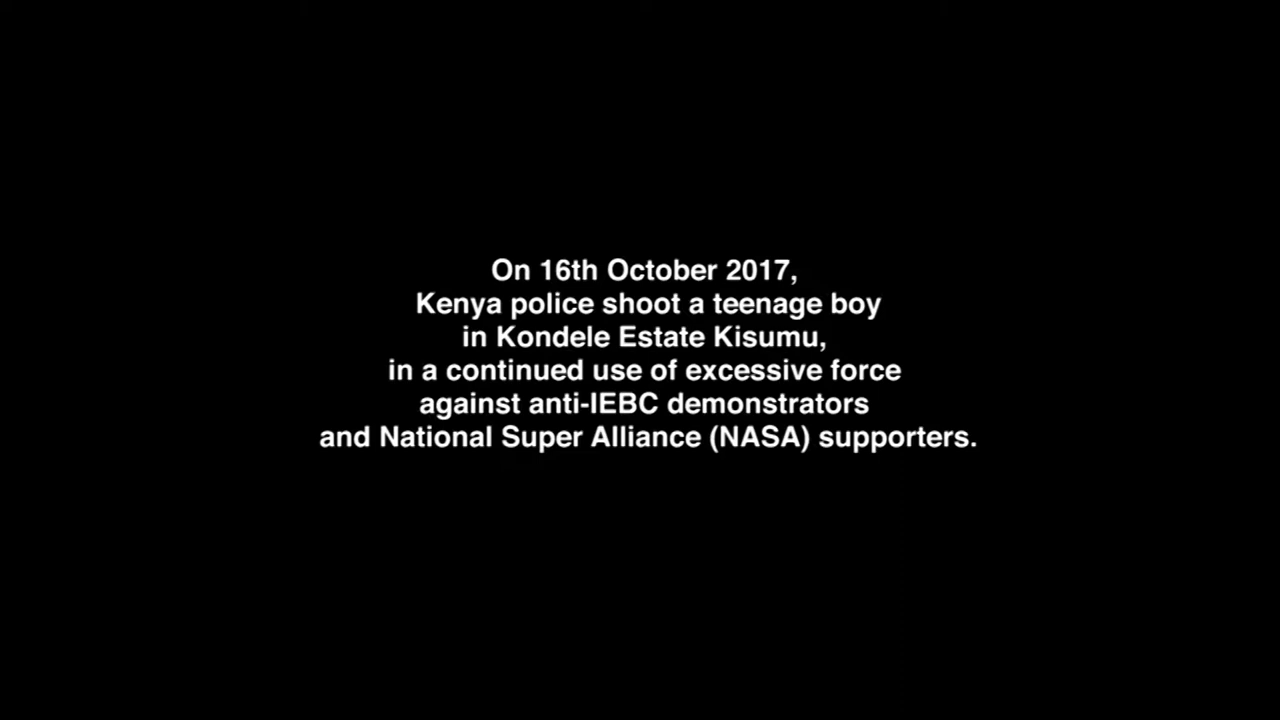 On 16th October 2017,
Kenya police shoot a teenage boy
in Kondele Estate Kisumu,
in a continued use of excessive force
against anti-IEBC demonstrators
and National Super Alliance (NASA) supporters.